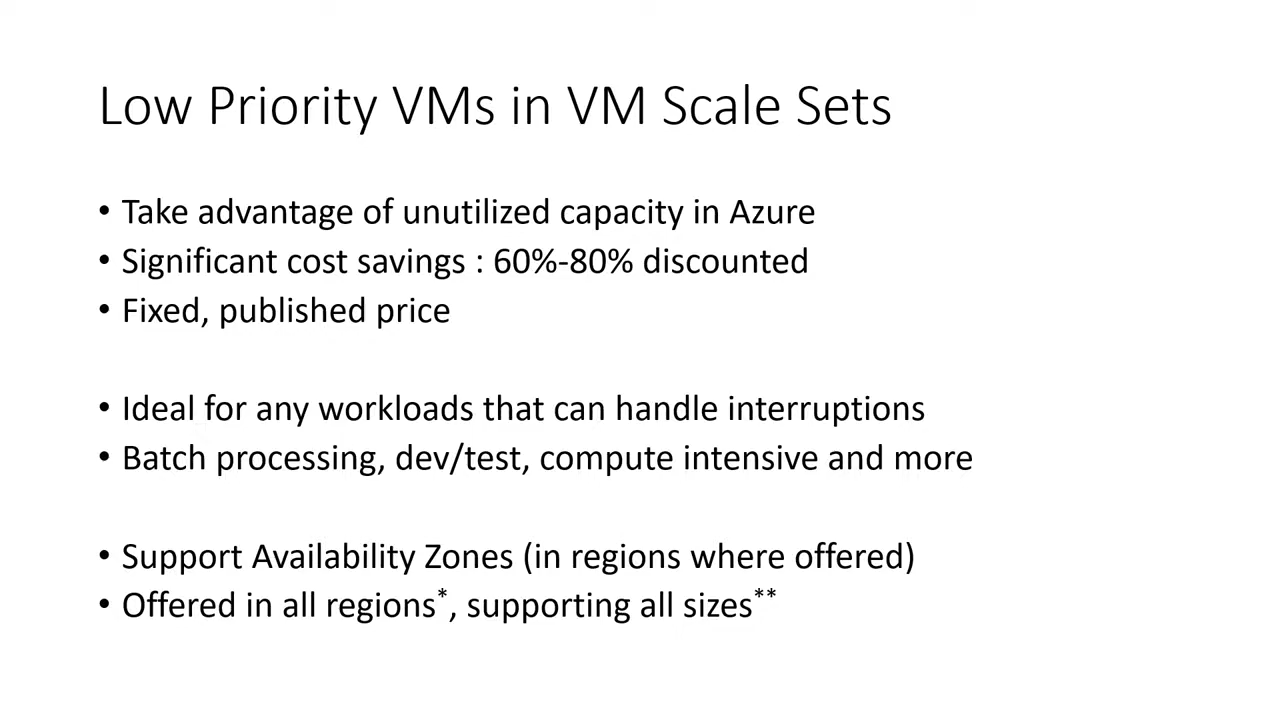 Low Priority VMs in VM Scale Sets
• Take advantage of unutilized capacity in Azure
• Significant cost savings : 60%-80% discounted
• Fixed, published price
• Ideal for any workloads that can handle interruptions
• Batch processing, dev/test, compute intensive and more
• Support Availability Zones (in regions where offered)
• Offered in all regions*, supporting all sizes**